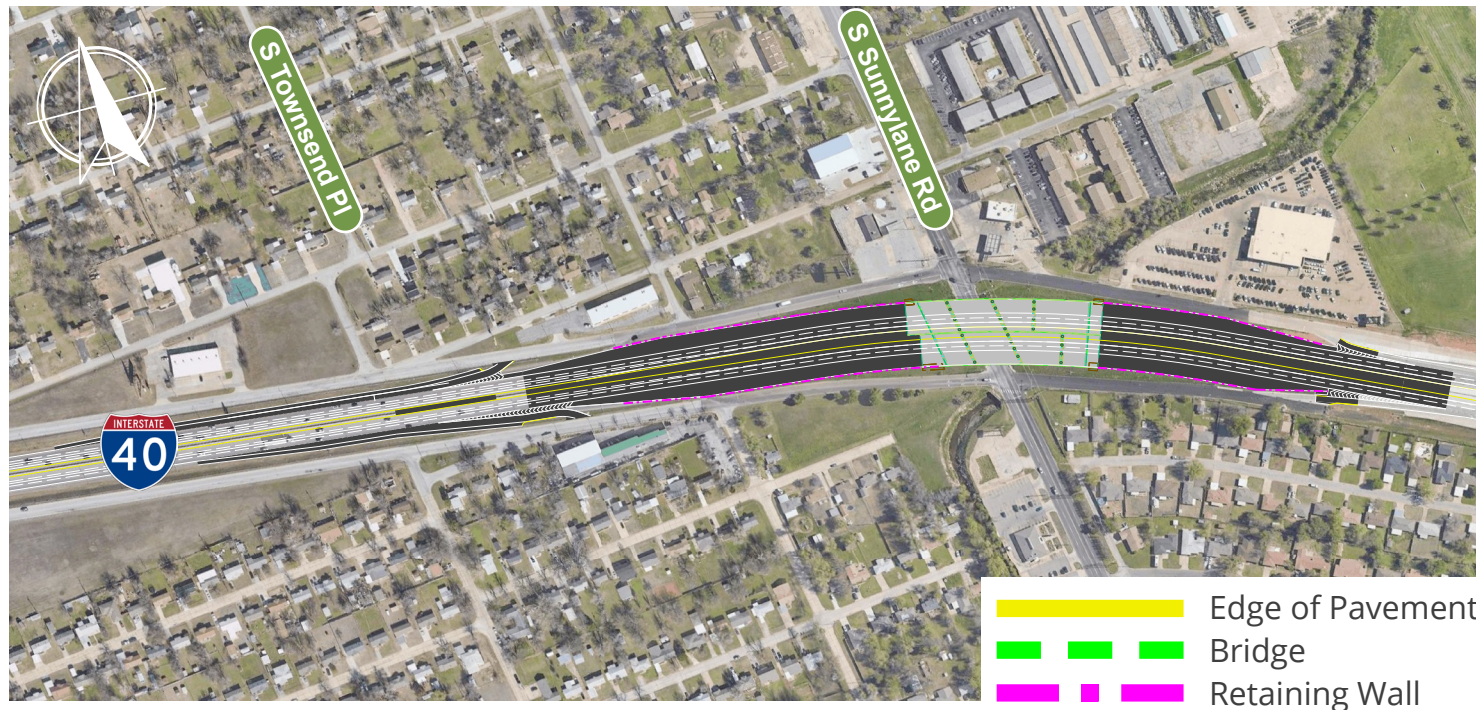 S Townsend Pl
S Sunnylane Rd
INTERSTATE
40
Edge of Pavement
Bridge
Retaining Wall